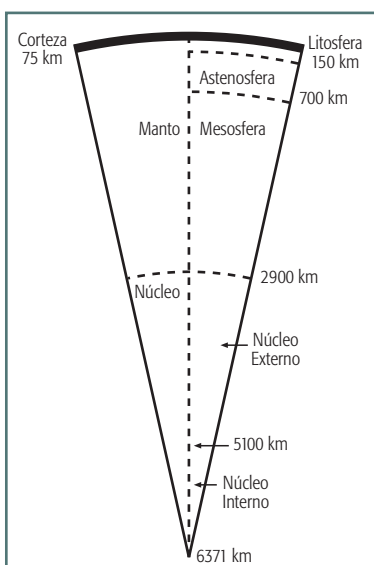 Corteza
75 km
Litosfera
150 km
Astenosfera
700 km
Manto
Mesosfera
2900 km
Núcleo
Núcleo
Externo
5100 km
Núcleo
Interno
6371 km